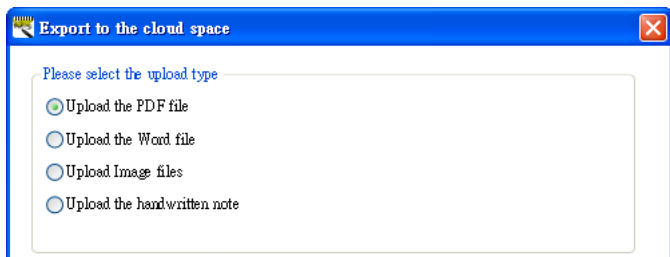 Export to the cloud space
Please select the upload type
Upload the PDF file
Upload the Word file
Upload Image files
Upload the handwritten note